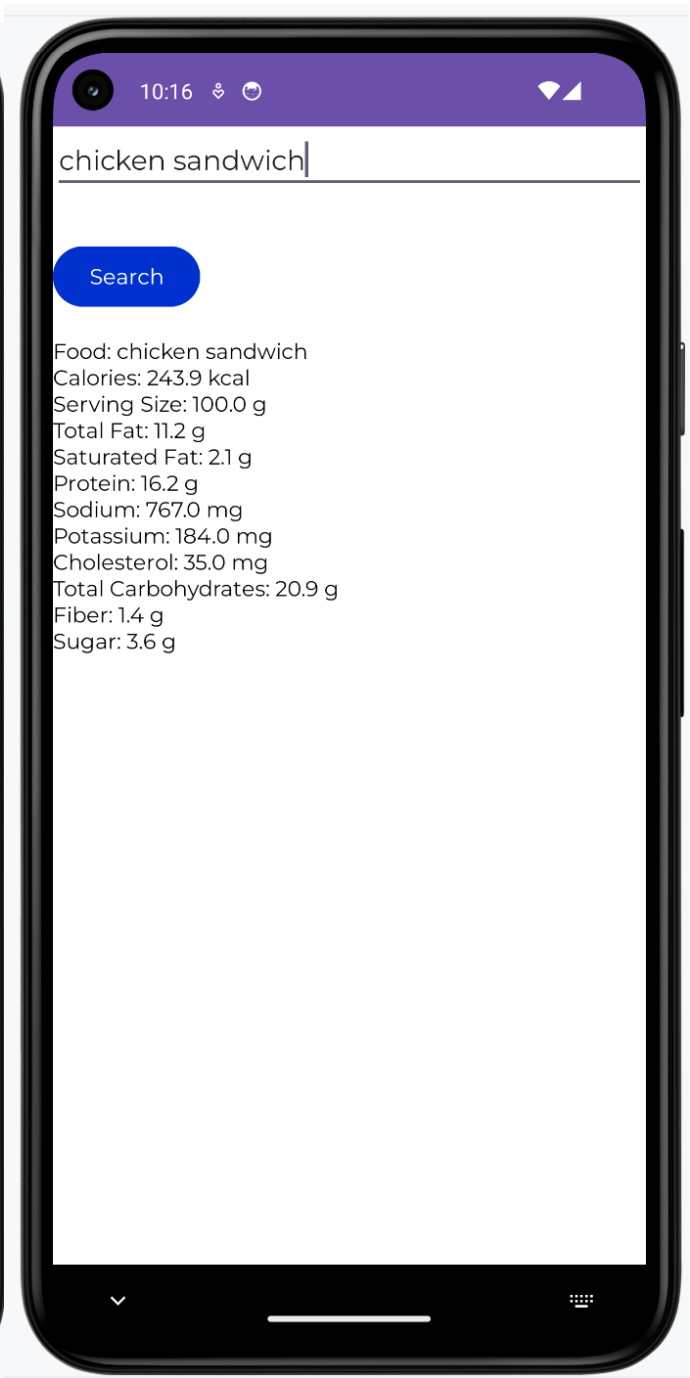 10:16
chicken sandwich
Search
Food: chicken sandwich
Calories: 243.9 kcal
Serving Size: 100.0 g
Total Fat: 11.2 g
Saturated Fat: 2.1 g
Protein: 16.2 g
Sodium: 767.0 mg
Potassium: 184.0 mg
Cholesterol: 35.0 mg
Total Carbohydrates: 20.9 g
Fiber: 1.4 g
Sugar: 3.6 g